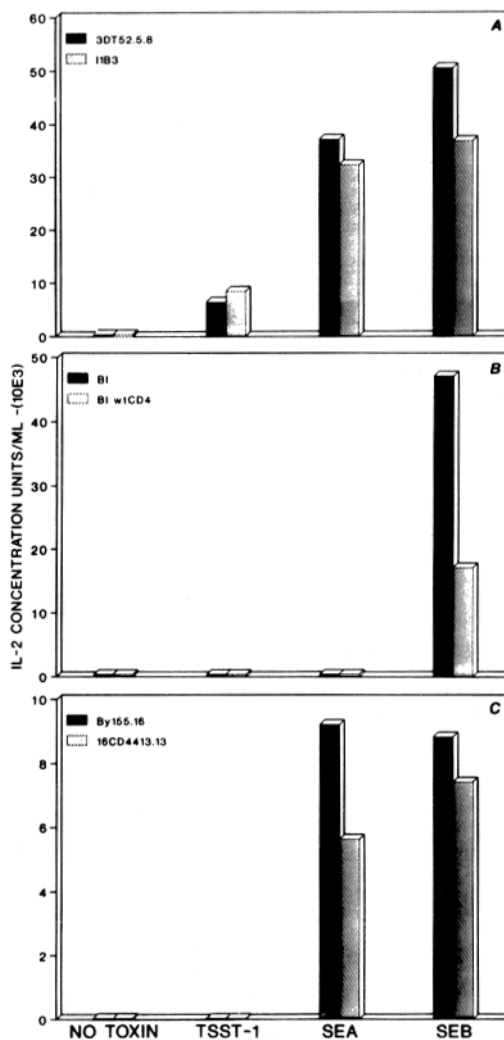 A
3DT52.5.8
I1B3
60
50
40
30
20
10
0
B
BI
BI wtCD4
50
40
30
20
10
0
C
By155.16
16CD4413.13
10
8
6
4
2
0
IL-2 CONCENTRATION UNITS/ML -(10E3)
NO TOXIN TSST-1 SEA SEB